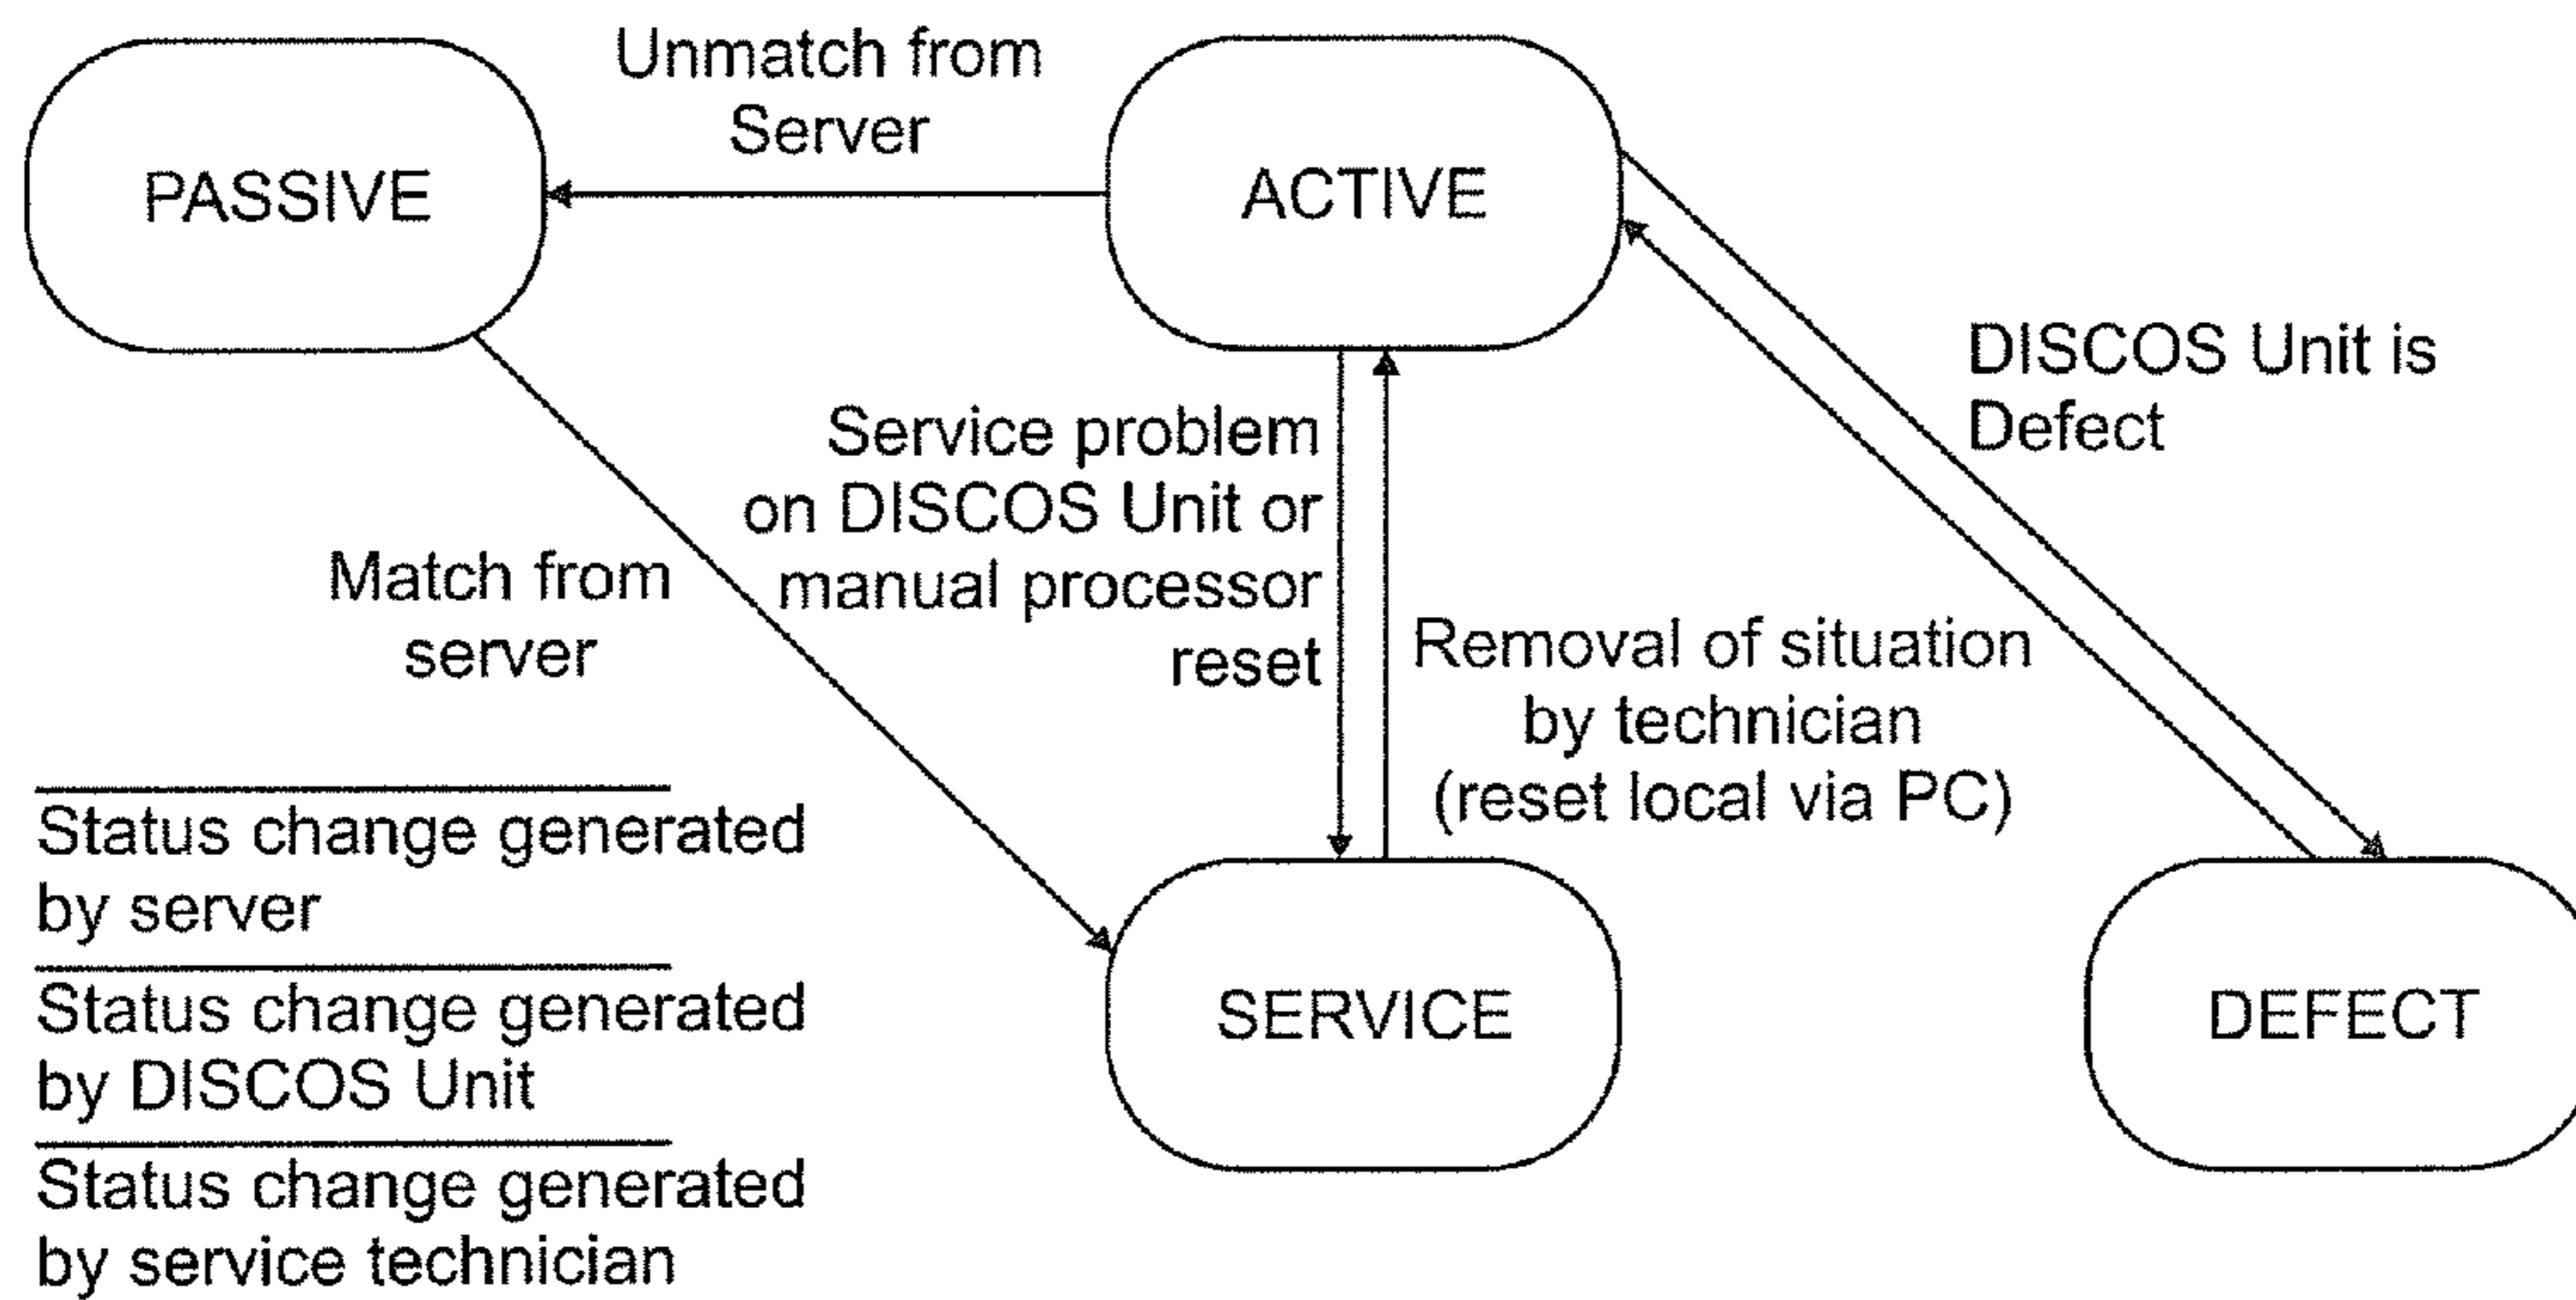 Unmatch from
Server
PASSIVE
ACTIVE
DISCOS Unit is
Defect
Service problem
on DISCOS Unit or
manual processor
reset
Match from
server
Removal of situation
by technician
(reset local via PC)
Status change generated
by server
Status change generated
by DISCOS Unit
Status change generated
by service technician
SERVICE
DEFECT